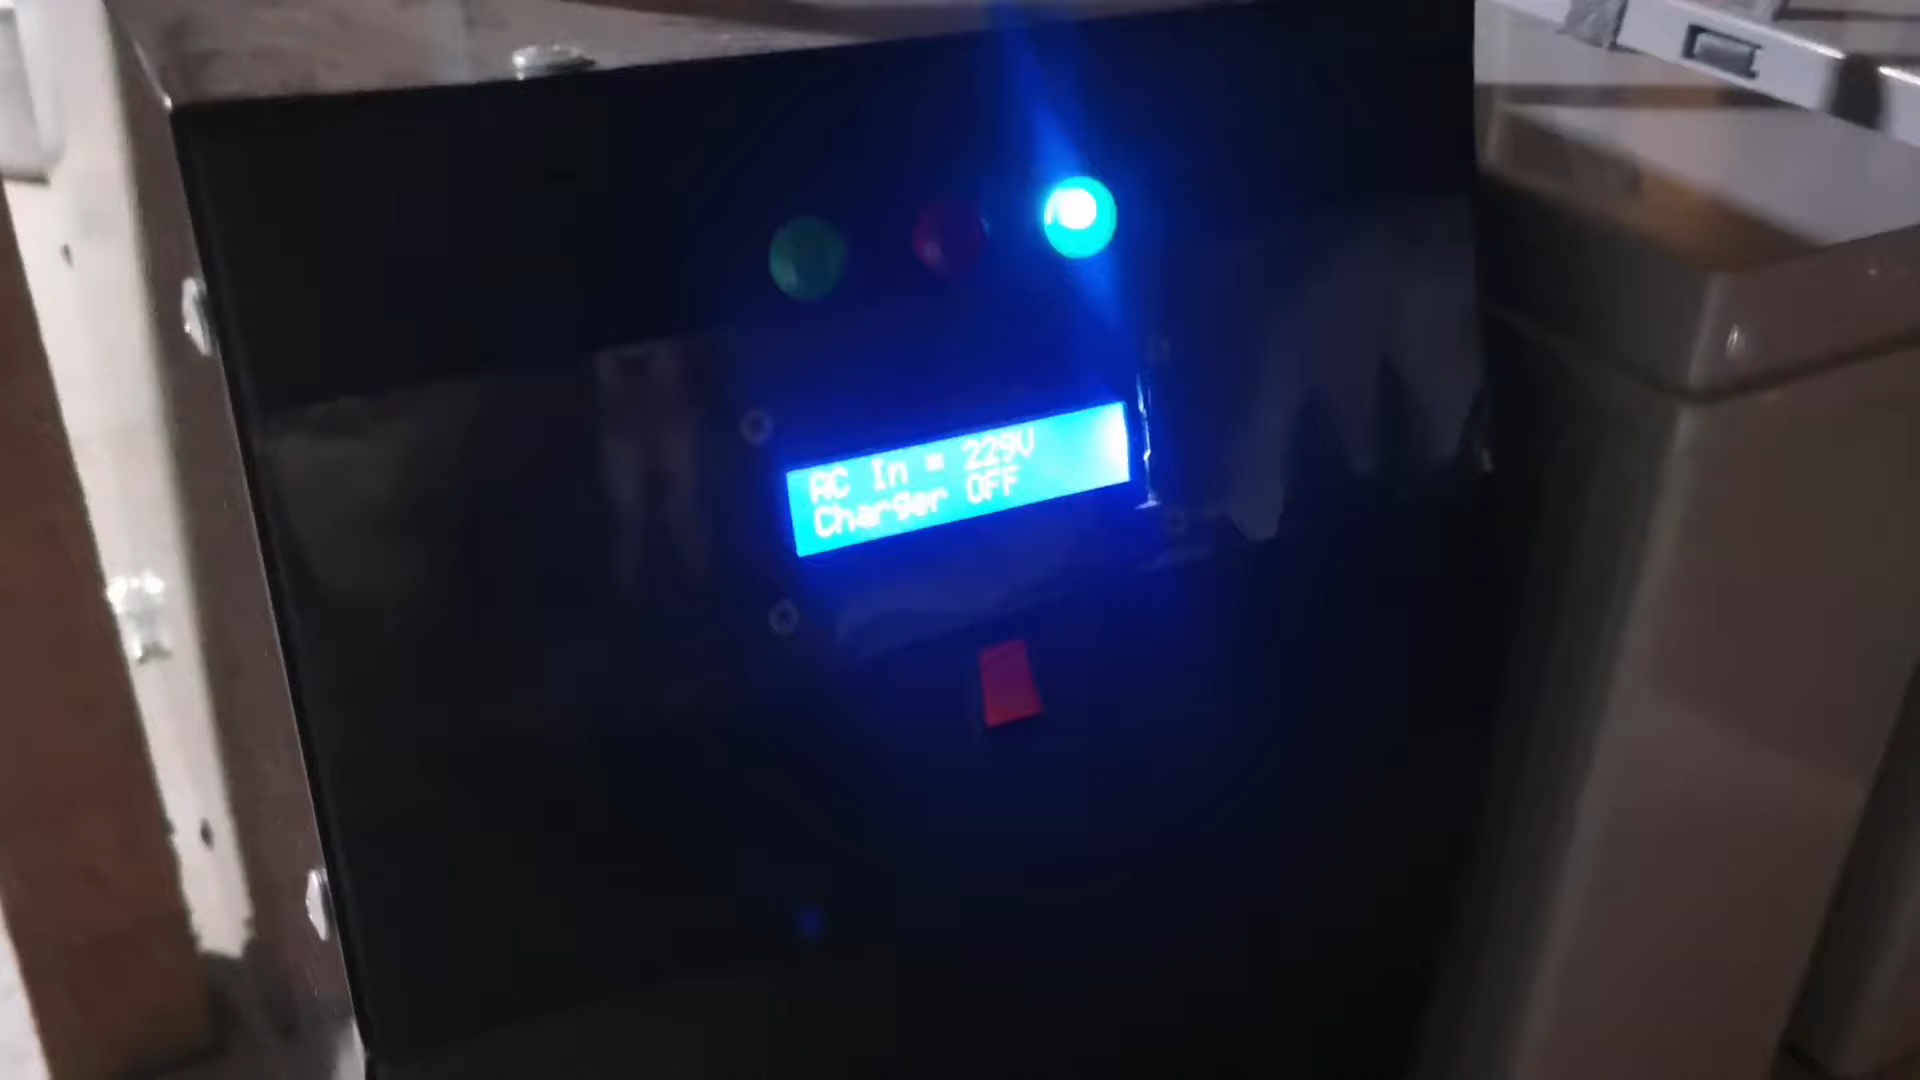 AC In = 229V
Charger OFF